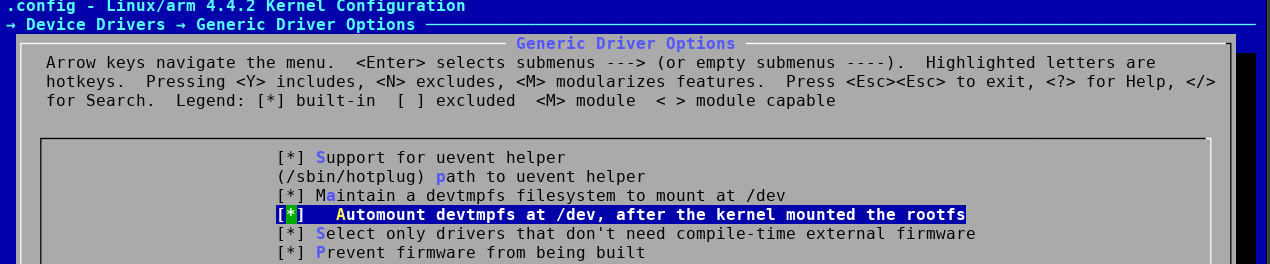 .config - Linux/arm 4.4.2 Kernel Configuration
→ Device Drivers → Generic Driver Options
Generic Driver Options
Arrow keys navigate the menu.  <Enter> selects submenus ---> (or empty submenus ----).  Highlighted letters are
hotkeys.  Pressing <Y> includes, <N> excludes, <M> modularizes features.  Press <Esc><Esc> to exit, <?> for Help, </>
for Search.  Legend: [*] built-in  [ ] excluded  <M> module  < > module capable
[*] Support for uevent helper
(/sbin/hotplug) path to uevent helper
[*] Maintain a devtmpfs filesystem to mount at /dev
[*]   Automount devtmpfs at /dev, after the kernel mounted the rootfs
[*] Select only drivers that don't need compile-time external firmware
[*] Prevent firmware from being built